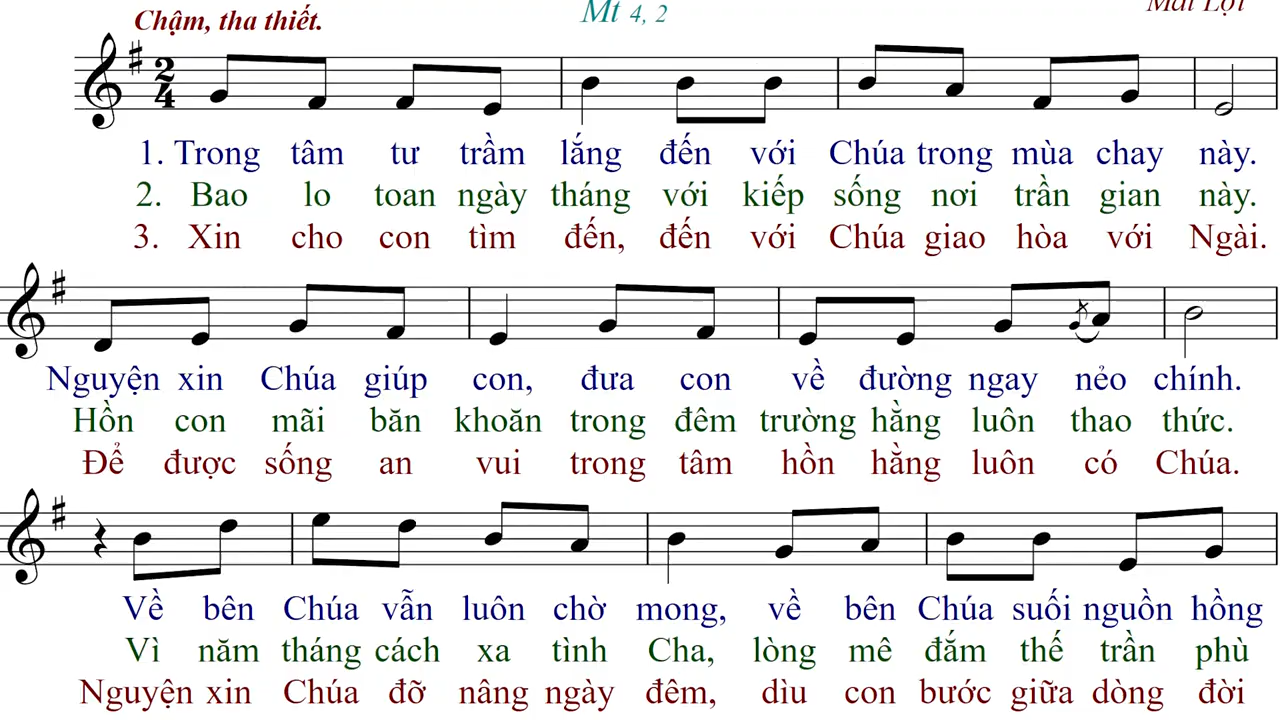 Chậm, tha thiết.
Mt 4, 2
Mai Lợi
1. Trong tâm tư trầm lắng đến với Chúa trong mùa chay này.
2. Bao lo toan ngày tháng với kiếp sống nơi trần gian này.
3. Xin cho con tìm đến, đến với Chúa giao hòa với Ngài.
Nguyện xin Chúa giúp con, đưa con về đường ngay nẻo chính.
Hồn con mãi băn khoăn trong đêm trường hằng luôn thao thức.
Để được sống an vui trong tâm hồn hằng luôn có Chúa.
Về bên Chúa vẫn luôn chờ mong, về bên Chúa suối nguồn hồng
Vì năm tháng cách xa tình Cha, lòng mê đắm thế trần phù
Nguyện xin Chúa đỡ nâng ngày đêm, dìu con bước giữa dòng đời